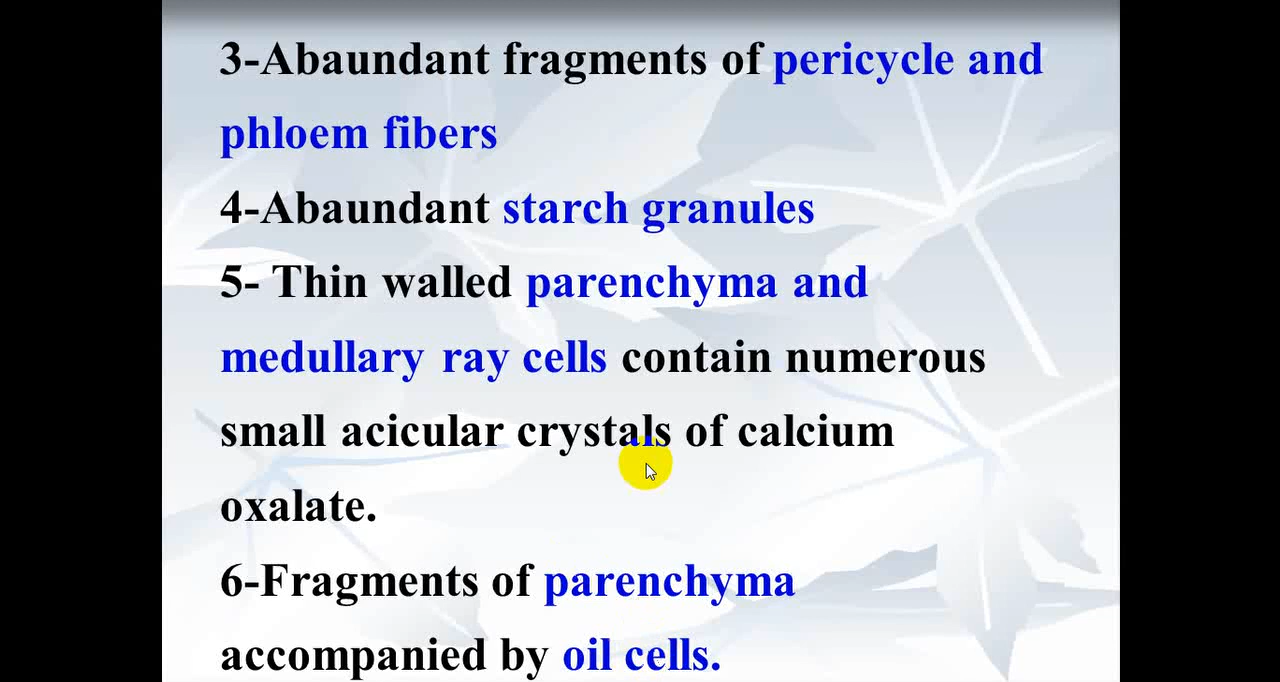 3-Abaundant fragments of pericycle and
phloem fibers
4-Abaundant starch granules
5- Thin walled parenchyma and
medullary ray cells contain numerous
small acicular crystals of calcium
oxalate.
6-Fragments of parenchyma
accompanied by oil cells.